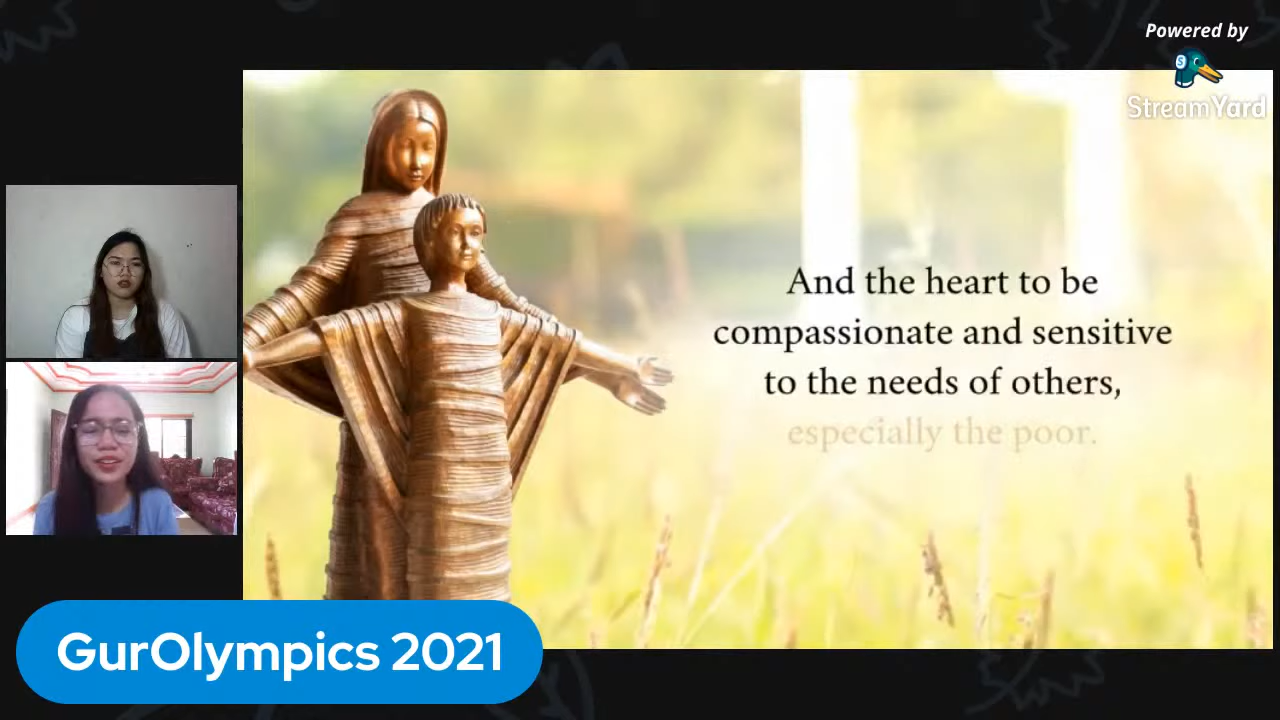 Powered by
StreamYard
And the heart to be
compassionate and sensitive
to the needs of others,
especially the poor.
GurOlympics 2021